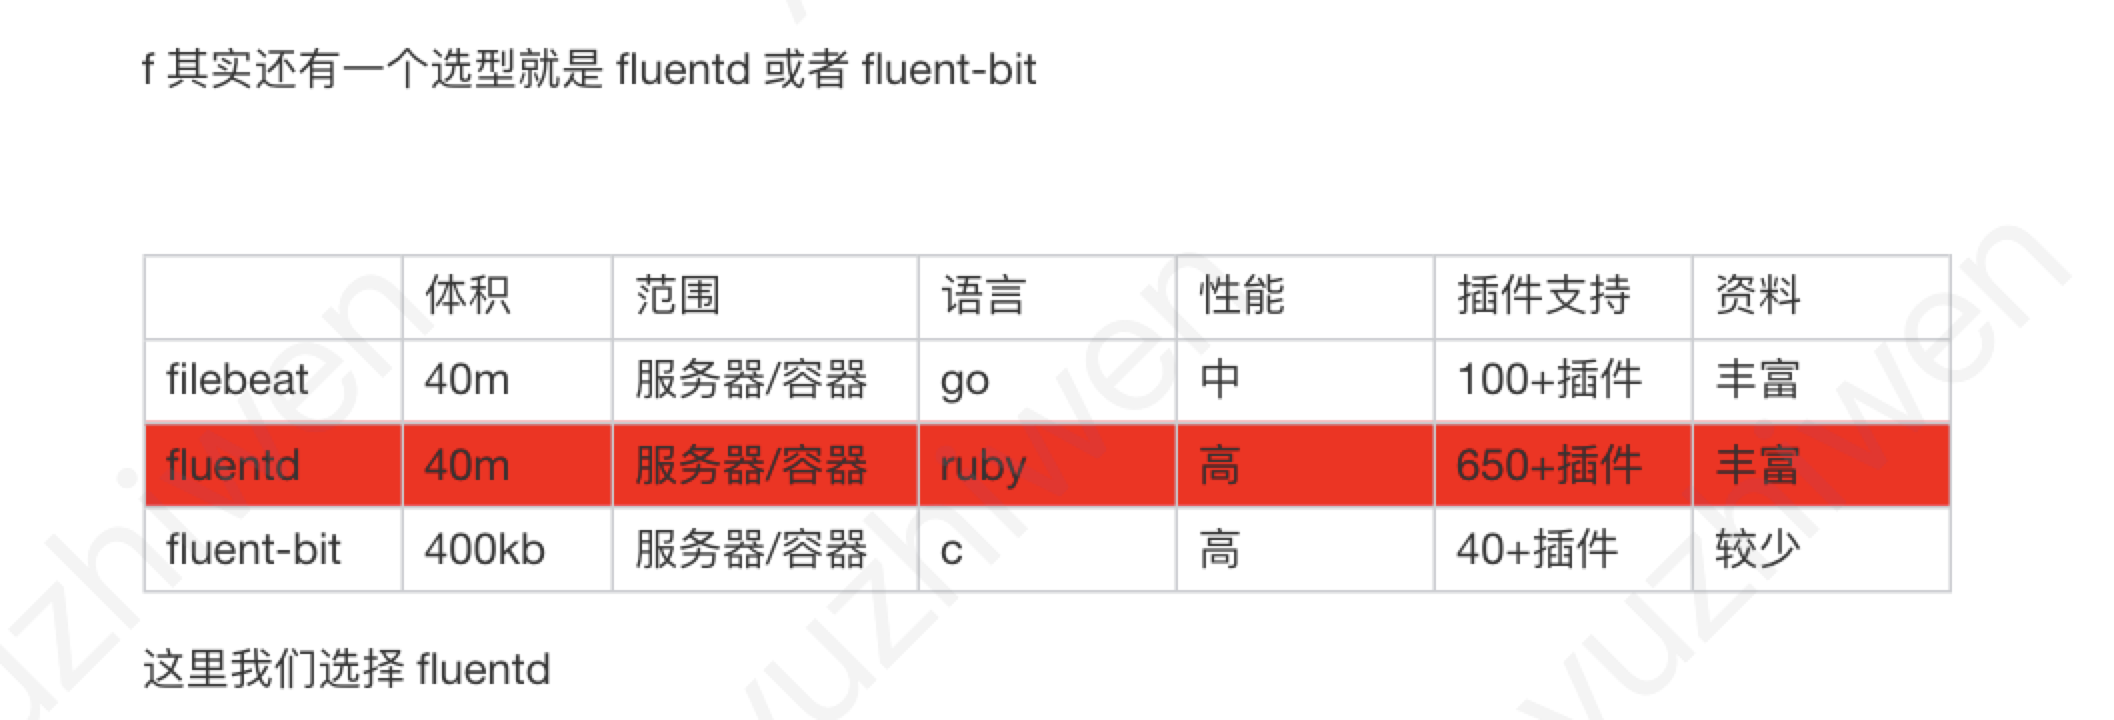 f 其实还有一个选型就是 fluentd 或者 fluent-bit
体积 范围 语言 性能 插件支持 资料
filebeat 40m 服务器/容器 go 中 100+插件 丰富
fluentd 40m 服务器/容器 ruby 高 650+插件 丰富
fluent-bit 400kb 服务器/容器 c 高 40+插件 较少
这里我们选择 fluentd
yuzhiwen
yuzhiwen
yuzhiwen